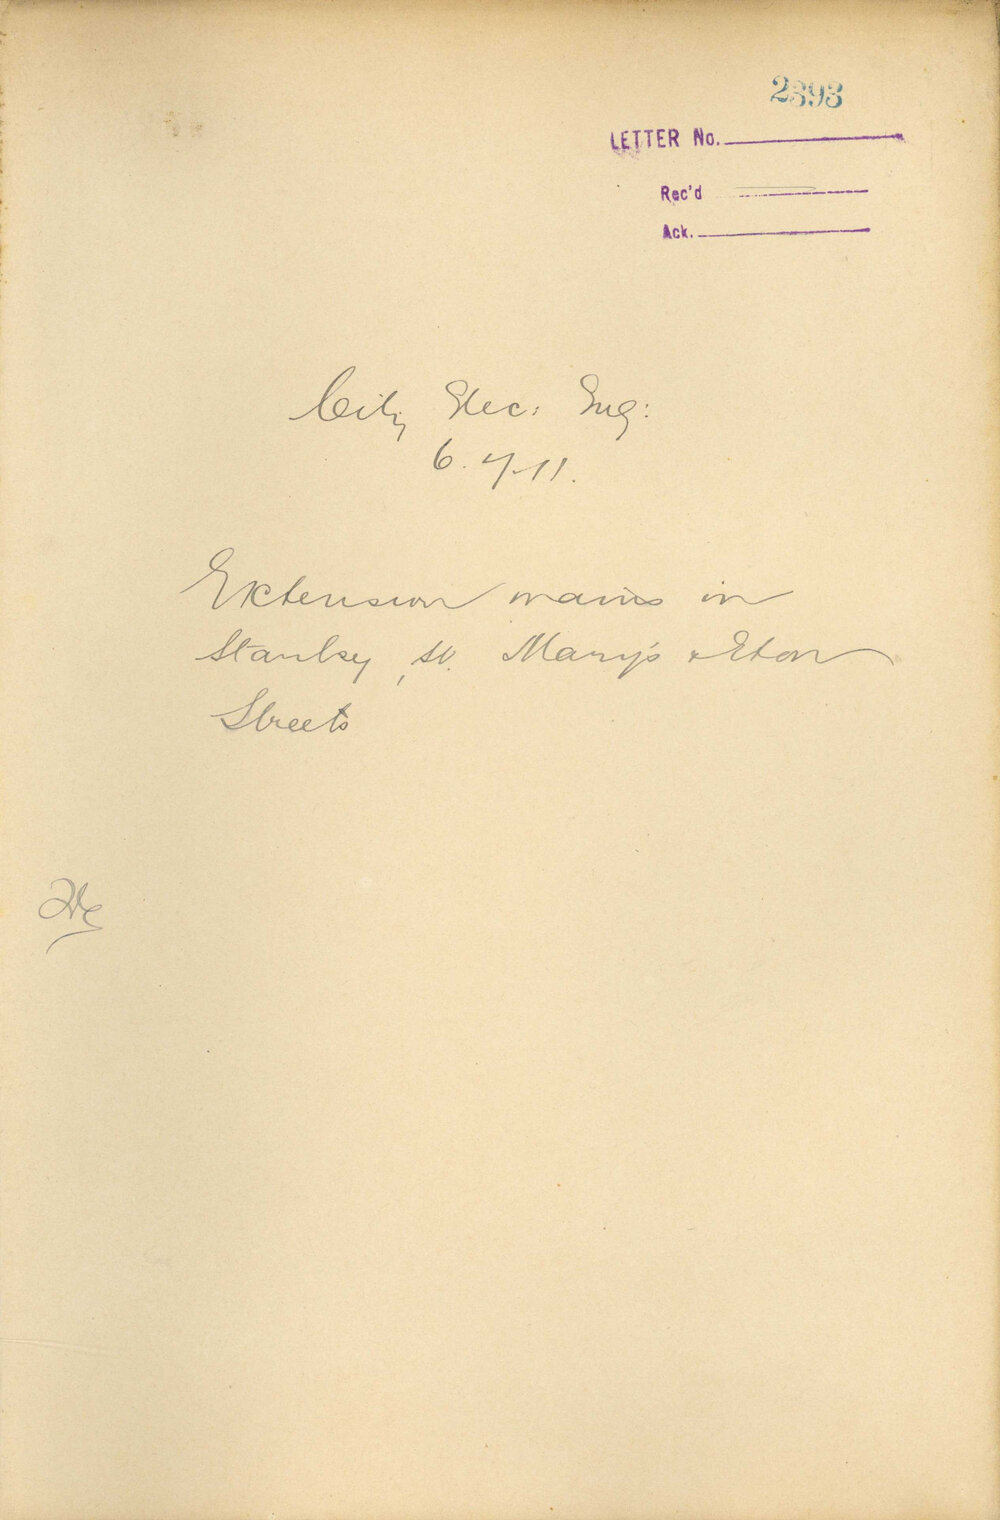 2393
LETTER No.
Rec'd
Ack.
City Elec: Eng:
6.7.11.
Extension mains in
Stanley, St. Mary's & Eton
Streets